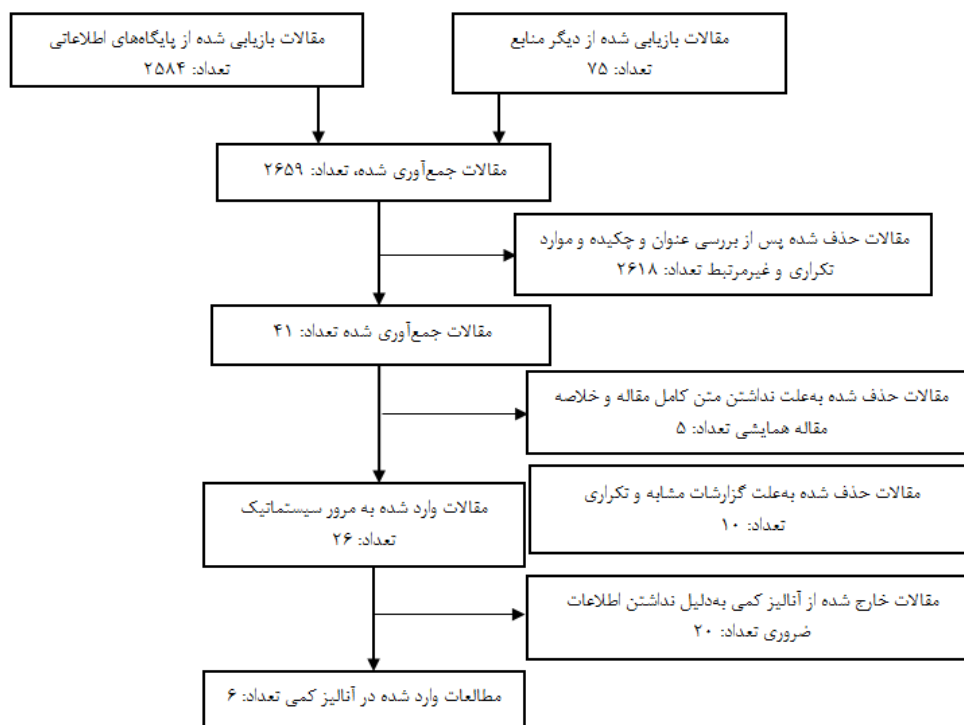 مقالات بازیابی شده از پایگاه‌های اطلاعاتی
تعداد: ۲۵۸۴
مقالات بازیابی شده از دیگر منابع
تعداد: ۷۵
مقالات جمع‌آوری شده، تعداد: ۲۶۵۹
مقالات حذف شده پس از بررسی عنوان و چکیده و موارد
تکراری و غیرمرتبط تعداد: ۲۶۱۸
مقالات جمع‌آوری شده تعداد: ۴۱
مقالات حذف شده به‌علت نداشتن متن کامل مقاله و خلاصه
مقاله همایشی تعداد: ۵
مقالات حذف شده به‌علت گزارشات مشابه و تکراری
تعداد: ۱۰
مقالات وارد شده به مرور سیستماتیک
تعداد: ۲۶
مقالات خارج شده از آنالیز کمی به‌دلیل نداشتن اطلاعات
ضروری تعداد: ۲۰
مطالعات وارد شده در آنالیز کمی تعداد: ۶